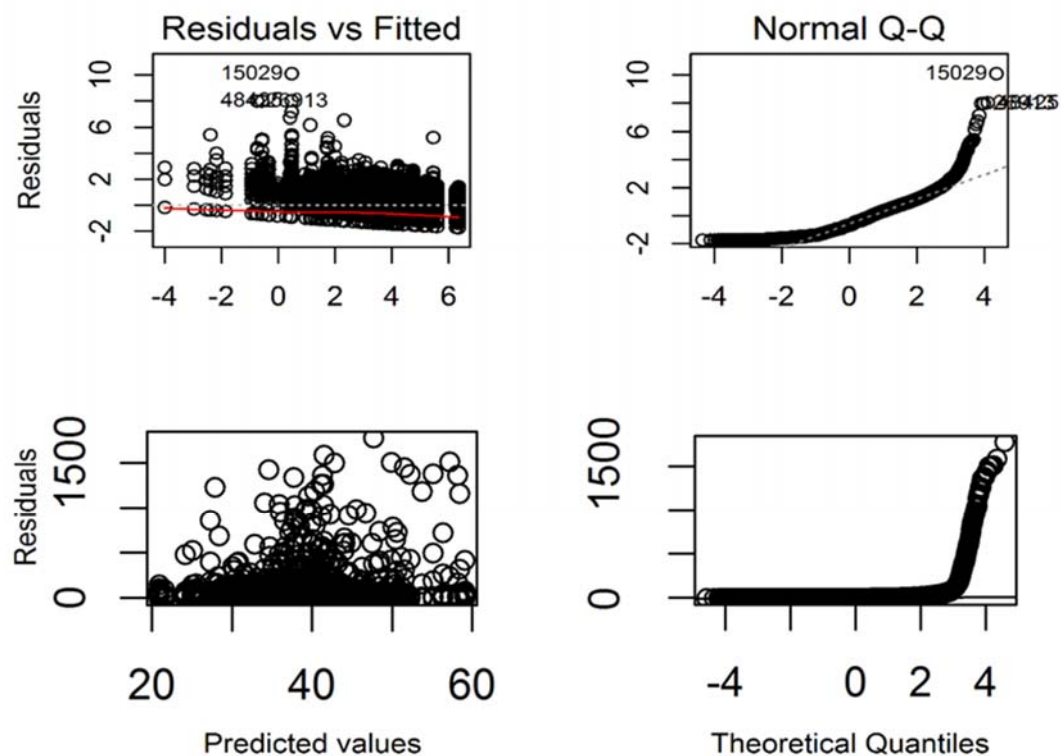 Residuals vs Fitted
Normal Q-Q
Residuals
10
6
2
-2
15029
-4 -2 0 2 4 6
10
6
2
-2
15029
-4 -2 0 2 4
Residuals
1500
0
20 40 60
Predicted values
1500
0
-4 0 2 4
Theoretical Quantiles